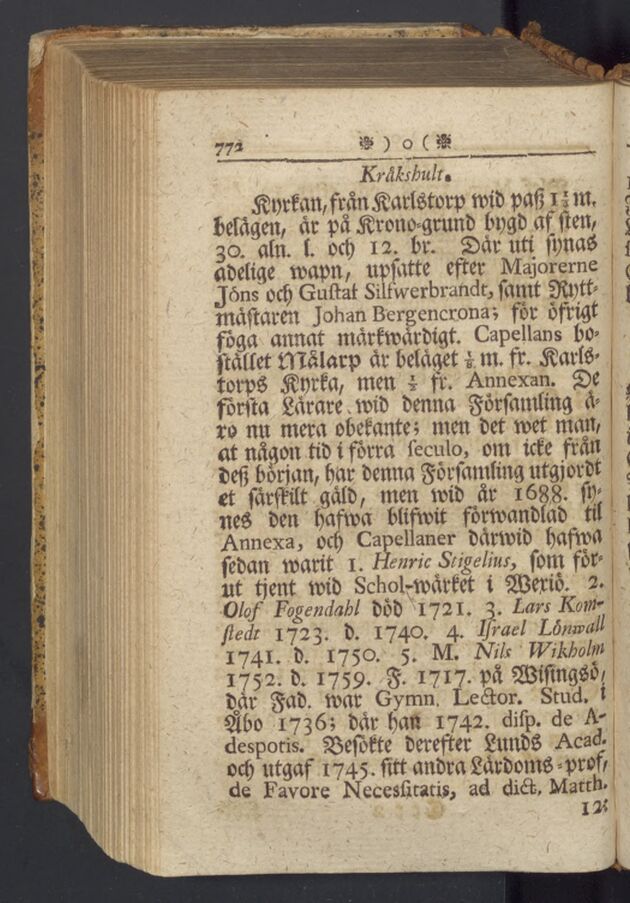 772 ) o (
Kråkshult.
Kyrkan, från Karlstorp wid paß 1½ m.
belägen, är på Krono-grund bygd af sten,
30. aln. l. och 12. br. Där uti synas
adelige wapn, upsatte efter Majorerne
Jöns och Gustaf Silfwerbrandt, samt Rytt-
mästaren Johan Bergencrona; för öfrigt
föga annat märkwärdigt. Capellans bo-
stället Målarp är beläget ⅛ m. fr. Karls-
torps Kyrka, men ½ fr. Annexan. De
första Lärare wid denna Församling ä-
ro nu mera obekante; men det wet man,
at någon tid i förra seculo, om icke från
deß början, har denna Församling utgjordt
et särskilt gäld, men wid år 1688. sy-
nes den hafwa blifwit förwandlad til
Annexa, och Capellaner därwid hafwa
sedan warit 1. Henric Stigelius, som för-
ut tjent wid Schol-wärket i Wexiö. 2.
Olof Fogendahl död 1721. 3. Lars Kom-
stedt 1723. d. 1740. 4. Israel Lönwall
1741. d. 1750. 5. M. Nils Wikholm
1752. d. 1759. F. 1717. på Wisingsö,
där Fad. war Gymn. Lector. Stud. i
Åbo 1736; där han 1742. disp. de A-
despotis. Besökte derefter Lunds Acad.
och utgaf 1745. sitt andra Lärdoms-prof,
de Favore Necessitatis, ad dict. Matth.
12: